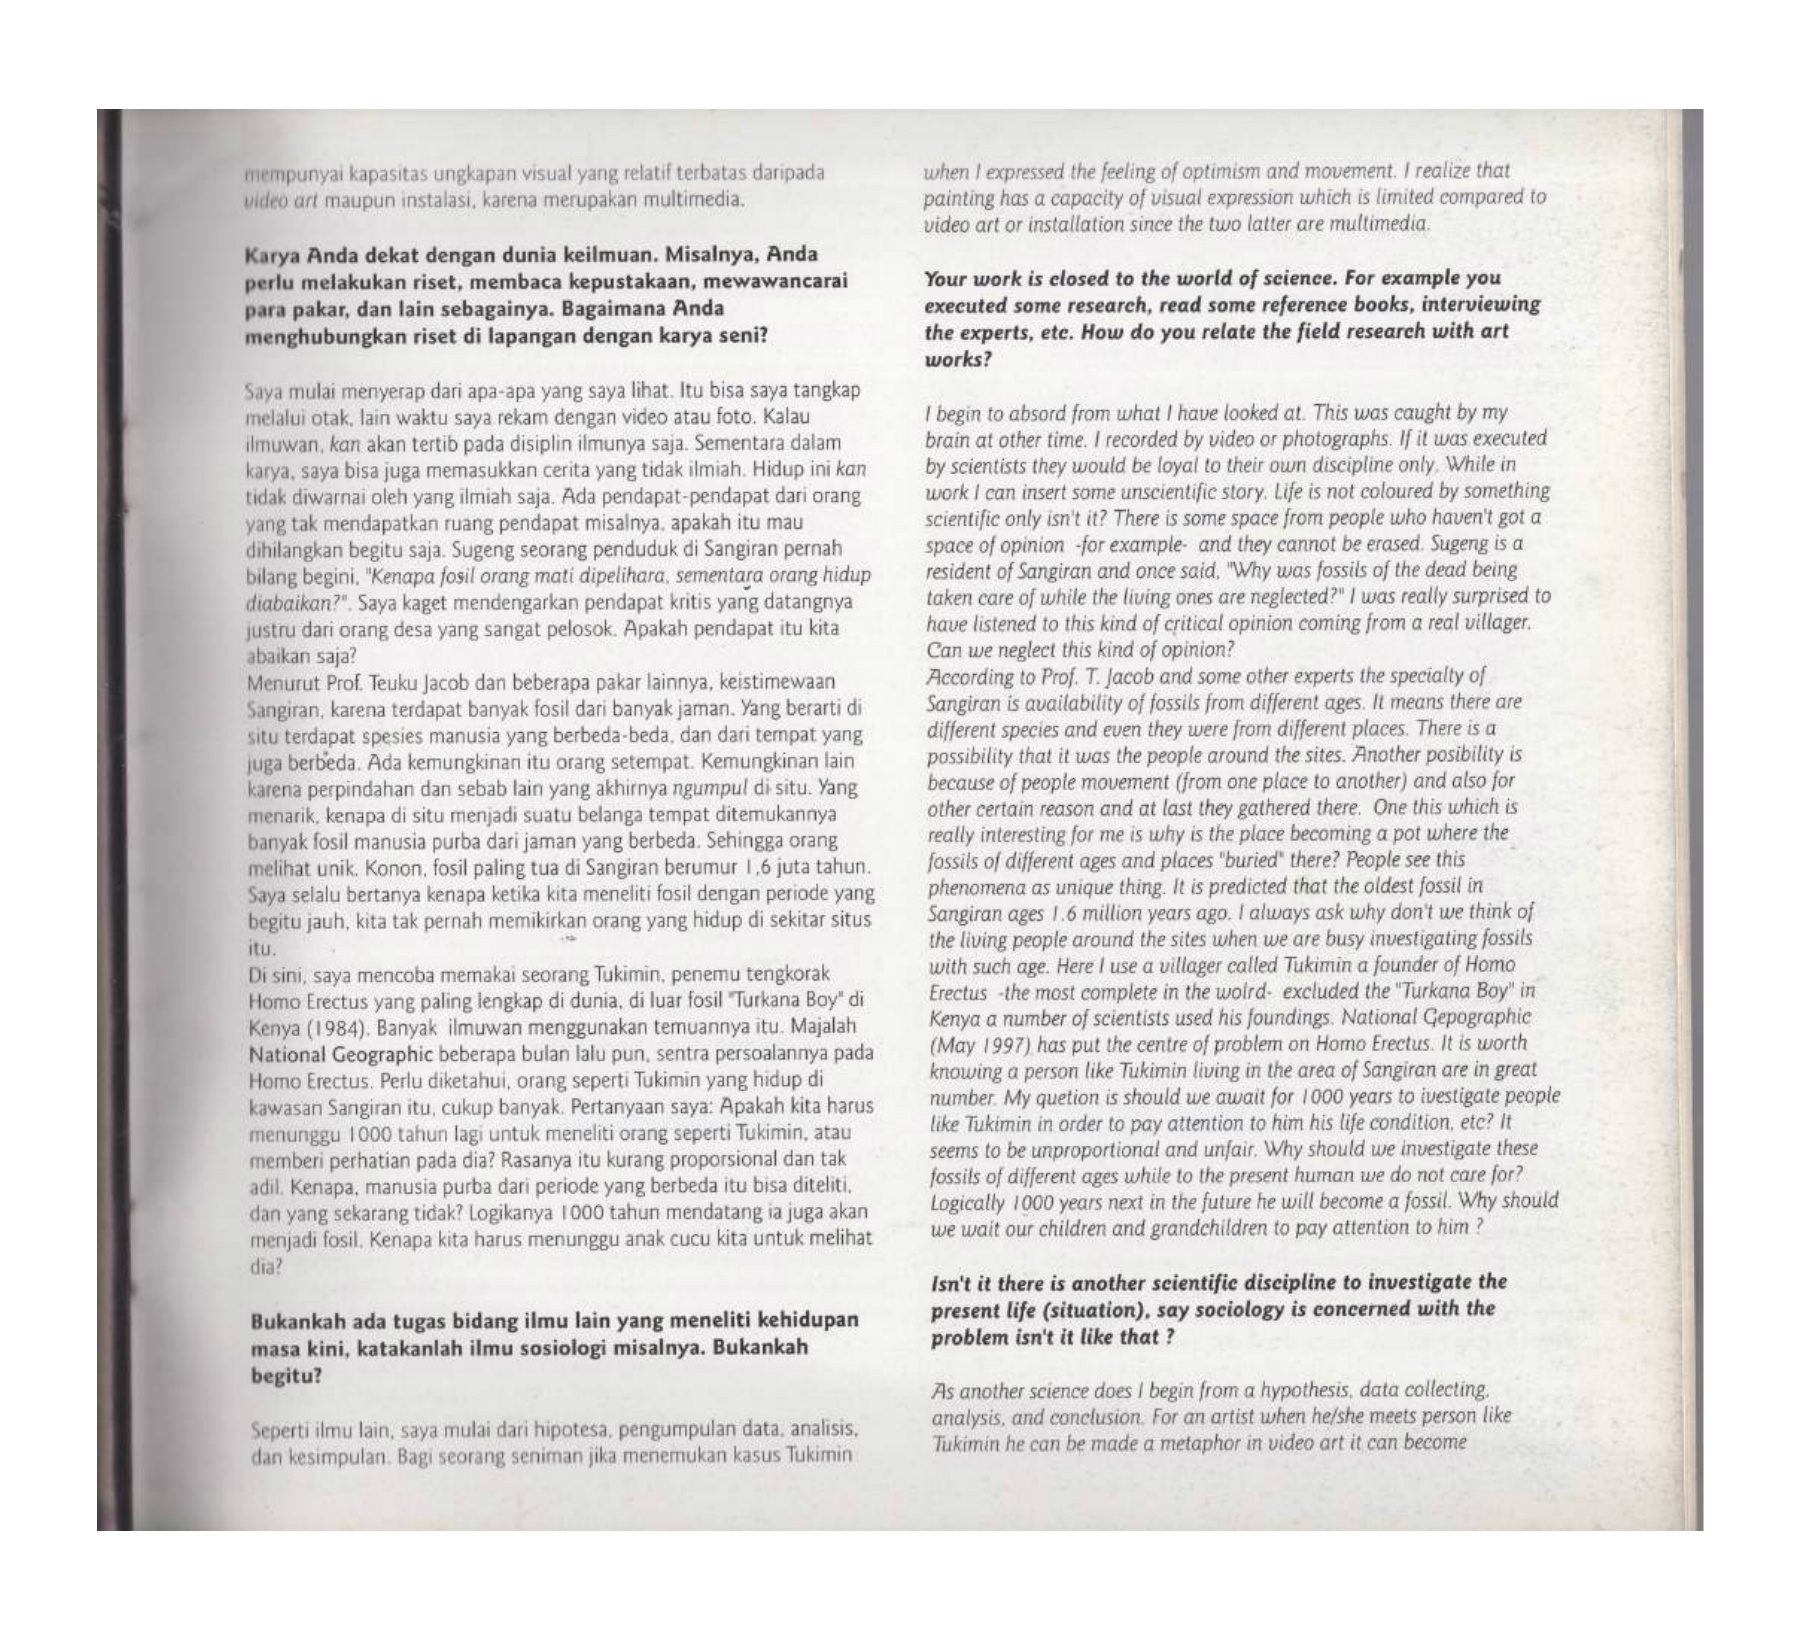 mempunyai kapasitas ungkapan visual yang relatif terbatas daripada
video art maupun instalasi, karena merupakan multimedia.
Karya Anda dekat dengan dunia keilmuan. Misalnya, Anda
perlu melakukan riset, membaca kepustakaan, mewawancarai
para pakar, dan lain sebagainya. Bagaimana Anda
menghubungkan riset di lapangan dengan karya seni?
Saya mulai menyerap dari apa-apa yang saya lihat. Itu bisa saya tangkap
melalui otak, lain waktu saya rekam dengan video atau foto. Kalau
ilmuwan, kan akan tertib pada disiplin ilmunya saja. Sementara dalam
karya, saya bisa juga memasukkan cerita yang tidak ilmiah. Hidup ini kan
tidak diwarnai oleh yang ilmiah saja. Ada pendapat-pendapat dari orang
yang tak mendapatkan ruang pendapat misalnya, apakah itu mau
dihilangkan begitu saja. Sugeng seorang penduduk di Sangiran pernah
bilang begini, "Kenapa fosil orang mati dipelihara, sementara orang hidup
diabaikan?". Saya kaget mendengarkan pendapat kritis yang datangnya
justru dari orang desa yang sangat pelosok. Apakah pendapat itu kita
abaikan saja?
Menurut Prof. Teuku Jacob dan beberapa pakar lainnya, keistimewaan
Sangiran, karena terdapat banyak fosil dari banyak jaman. Yang berarti di
situ terdapat spesies manusia yang berbeda-beda, dan dari tempat yang
juga berbeda. Ada kemungkinan itu orang setempat. Kemungkinan lain
karena perpindahan dan sebab lain yang akhirnya ngumpul di situ. Yang
menarik, kenapa di situ menjadi suatu belanga tempat ditemukannya
banyak fosil manusia purba dari jaman yang berbeda. Sehingga orang
melihat unik. Konon, fosil paling tua di Sangiran berumur 1,6 juta tahun.
Saya selalu bertanya kenapa ketika kita meneliti fosil dengan periode yang
begitu jauh, kita tak pernah memikirkan orang yang hidup di sekitar situs
itu.
Di sini, saya mencoba memakai seorang Tukimin, penemu tengkorak
Homo Erectus yang paling lengkap di dunia, di luar fosil "Turkana Boy" di
Kenya (1984). Banyak ilmuwan menggunakan temuannya itu. Majalah
National Geographic beberapa bulan lalu pun, sentra persoalannya pada
Homo Erectus. Perlu diketahui, orang seperti Tukimin yang hidup di
kawasan Sangiran itu, cukup banyak. Pertanyaan saya: Apakah kita harus
menunggu 1000 tahun lagi untuk meneliti orang seperti Tukimin, atau
memberi perhatian pada dia? Rasanya itu kurang proporsional dan tak
adil. Kenapa, manusia purba dari periode yang berbeda itu bisa diteliti,
dan yang sekarang tidak? Logikanya 1000 tahun mendatang ia juga akan
menjadi fosil. Kenapa kita harus menunggu anak cucu kita untuk melihat
dia?
Bukankah ada tugas bidang ilmu lain yang meneliti kehidupan
masa kini, katakanlah ilmu sosiologi misalnya. Bukankah
begitu?
Seperti ilmu lain, saya mulai dari hipotesa, pengumpulan data, analisis,
dan kesimpulan. Bagi seorang seniman jika menemukan kasus Tukimin
when I expressed the feeling of optimism and movement. I realize that
painting has a capacity of visual expression which is limited compared to
video art or installation since the two latter are multimedia.
Your work is closed to the world of science. For example you
executed some research, read some reference books, interviewing
the experts, etc. How do you relate the field research with art
works?
I begin to absord from what I have looked at. This was caught by my
brain at other time. I recorded by video or photographs. If it was executed
by scientists they would be loyal to their own discipline only. While in
work I can insert some unscientific story. Life is not coloured by something
scientific only isn't it? There is some space from people who haven't got a
space of opinion -for example- and they cannot be erased. Sugeng is a
resident of Sangiran and once said, "Why was fossils of the dead being
taken care of while the living ones are neglected?" I was really surprised to
have listened to this kind of critical opinion coming from a real villager.
Can we neglect this kind of opinion?
According to Prof. T. Jacob and some other experts the specialty of
Sangiran is availability of fossils from different ages. It means there are
different species and even they were from different places. There is a
possibility that it was the people around the sites. Another posibility is
because of people movement (from one place to another) and also for
other certain reason and at last they gathered there. One this which is
really interesting for me is why is the place becoming a pot where the
fossils of different ages and places "buried" there? People see this
phenomena as unique thing. It is predicted that the oldest fossil in
Sangiran ages 1.6 million years ago. I always ask why don't we think of
the living people around the sites when we are busy investigating fossils
with such age. Here I use a villager called Tukimin a founder of Homo
Erectus -the most complete in the wolrd- excluded the "Turkana Boy" in
Kenya a number of scientists used his foundings. National Gepographic
(May 1997) has put the centre of problem on Homo Erectus. It is worth
knowing a person like Tukimin living in the area of Sangiran are in great
number. My quetion is should we await for 1000 years to ivestigate people
like Tukimin in order to pay attention to him his life condition, etc? It
seems to be unproportional and unfair. Why should we investigate these
fossils of different ages while to the present human we do not care for?
Logically 1000 years next in the future he will become a fossil. Why should
we wait our children and grandchildren to pay attention to him ?
Isn't it there is another scientific discipline to investigate the
present life (situation), say sociology is concerned with the
problem isn't it like that ?
As another science does I begin from a hypothesis, data collecting,
analysis, and conclusion. For an artist when he/she meets person like
Tukimin he can be made a metaphor in video art it can become